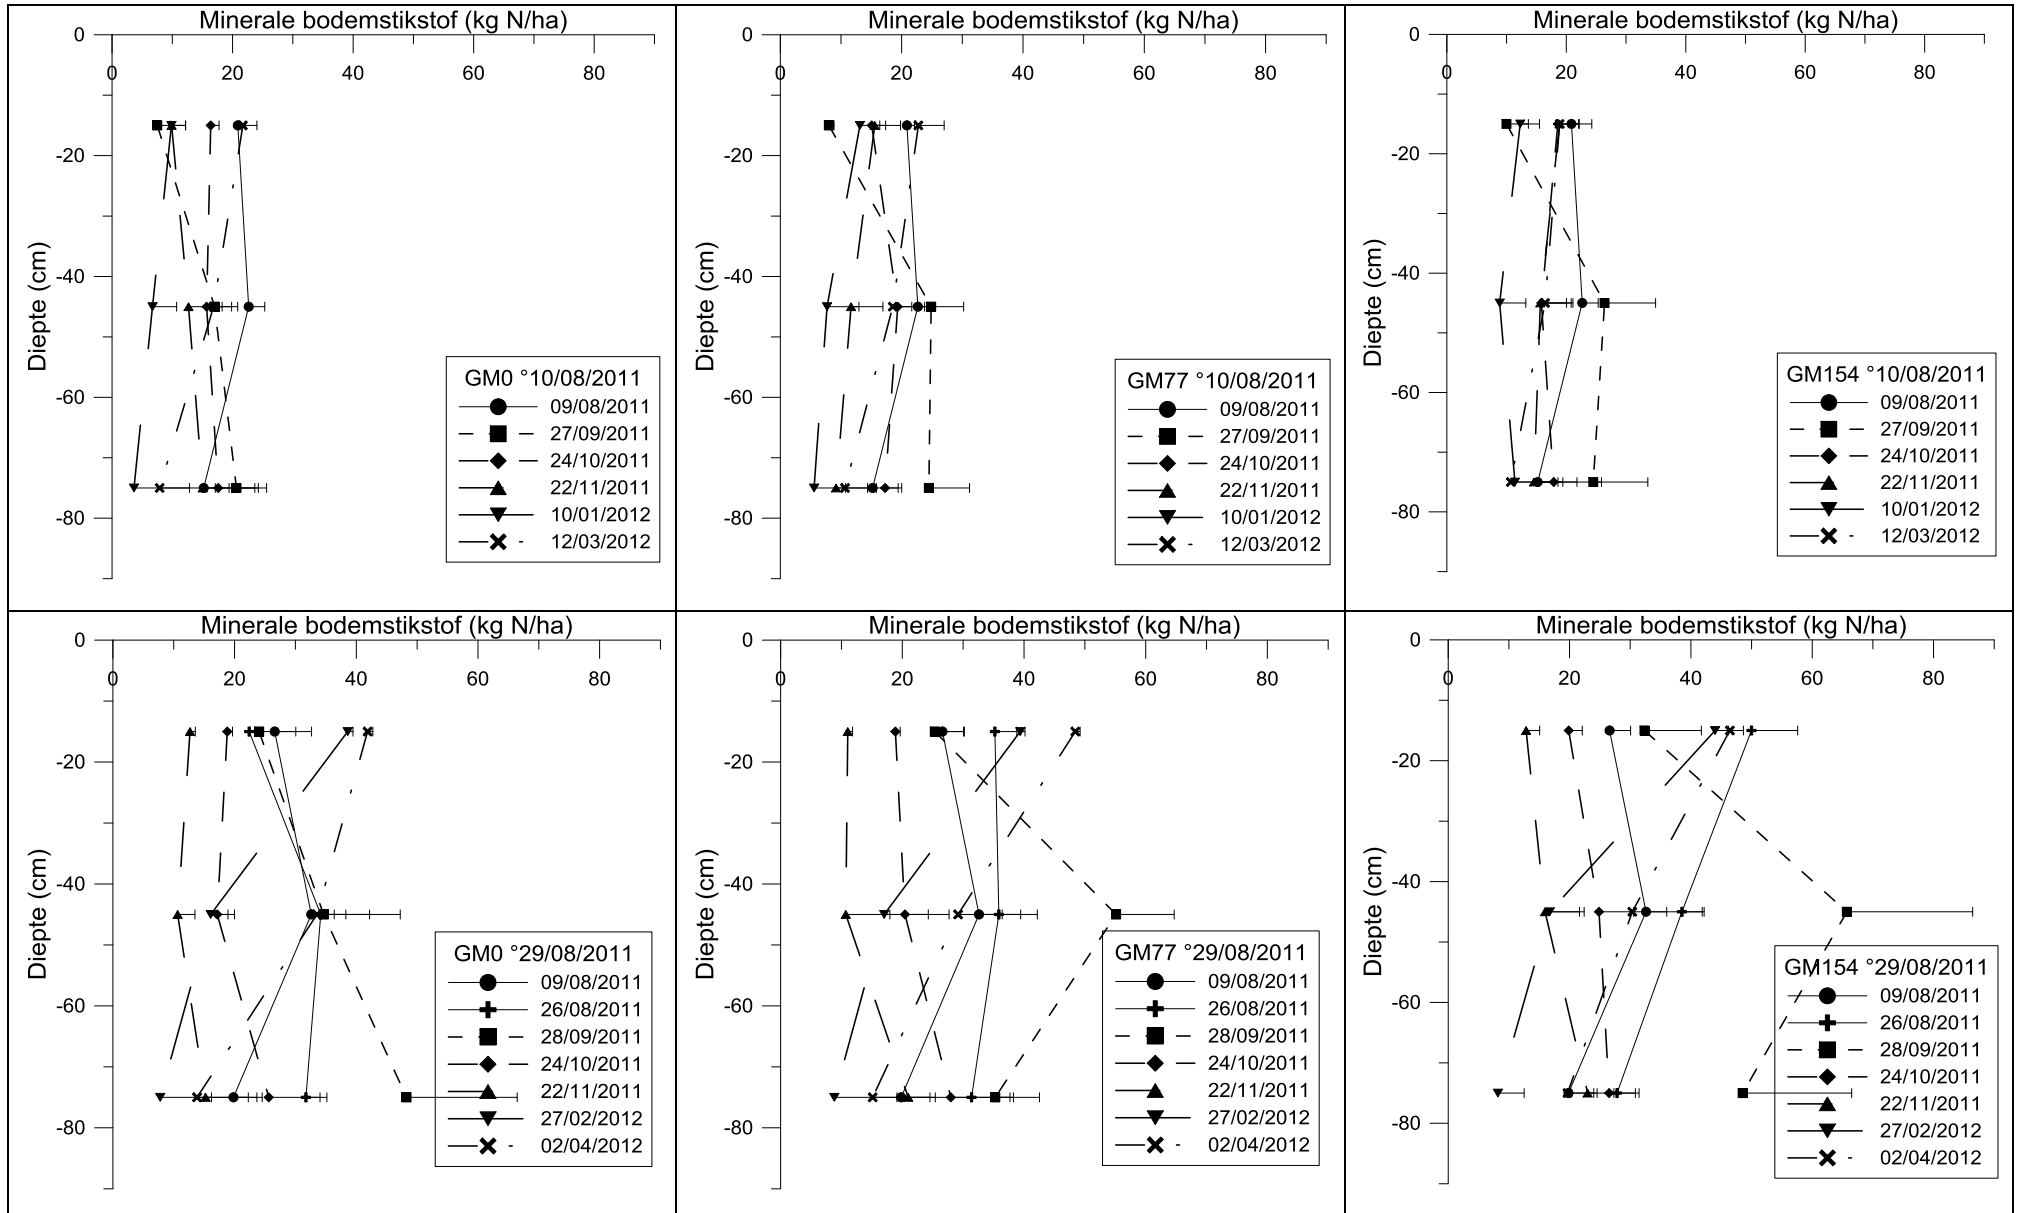 Minerale bodemstikstof (kg N/ha)
0
0 20 40 60 80
-20
-40
-60
-80
Diepte (cm)
GM0 °10/08/2011
09/08/2011
27/09/2011
24/10/2011
22/11/2011
10/01/2012
12/03/2012
Minerale bodemstikstof (kg N/ha)
0
0 20 40 60 80
-20
-40
-60
-80
Diepte (cm)
GM77 °10/08/2011
09/08/2011
27/09/2011
24/10/2011
22/11/2011
10/01/2012
12/03/2012
Minerale bodemstikstof (kg N/ha)
0
0 20 40 60 80
-20
-40
-60
-80
Diepte (cm)
GM154 °10/08/2011
09/08/2011
27/09/2011
24/10/2011
22/11/2011
10/01/2012
12/03/2012
Minerale bodemstikstof (kg N/ha)
0
0 20 40 60 80
-20
-40
-60
-80
Diepte (cm)
GM0 °29/08/2011
09/08/2011
26/08/2011
28/09/2011
24/10/2011
22/11/2011
27/02/2012
02/04/2012
Minerale bodemstikstof (kg N/ha)
0
0 20 40 60 80
-20
-40
-60
-80
Diepte (cm)
GM77 °29/08/2011
09/08/2011
26/08/2011
28/09/2011
24/10/2011
22/11/2011
27/02/2012
02/04/2012
Minerale bodemstikstof (kg N/ha)
0
0 20 40 60 80
-20
-40
-60
-80
Diepte (cm)
GM154 °29/08/2011
09/08/2011
26/08/2011
28/09/2011
24/10/2011
22/11/2011
27/02/2012
02/04/2012